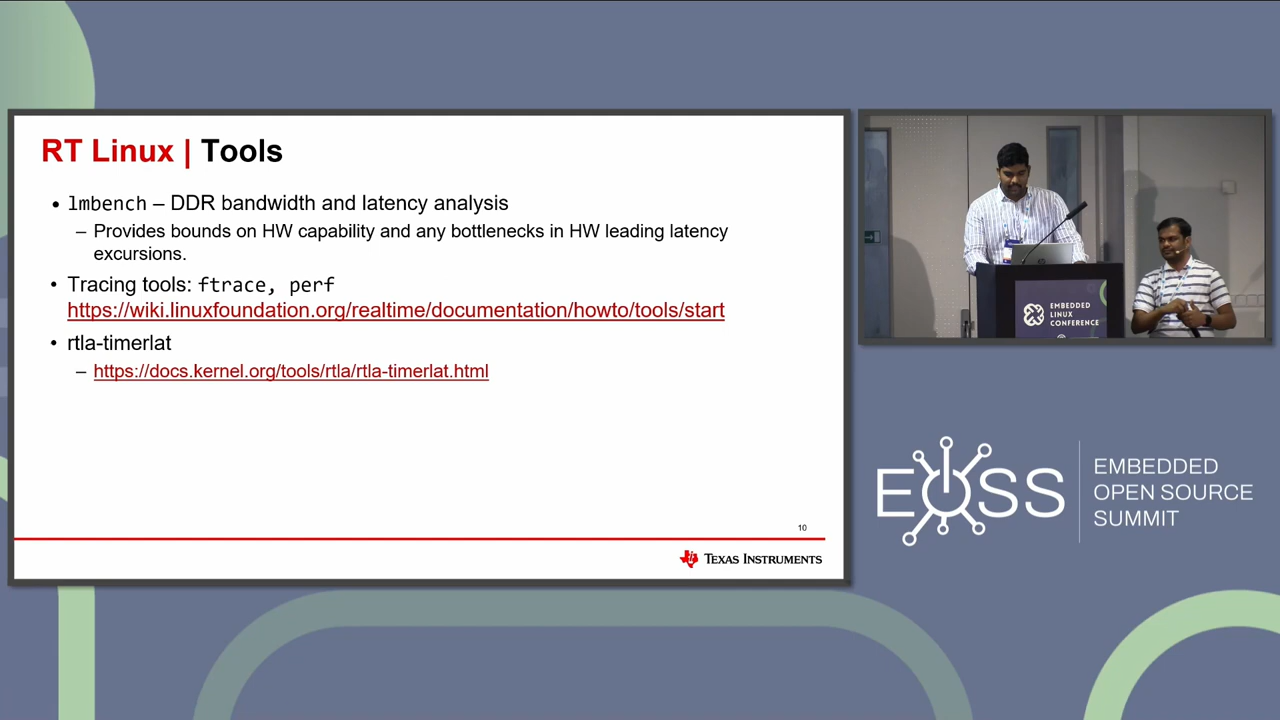 RT Linux | Tools
• lmbench – DDR bandwidth and latency analysis
– Provides bounds on HW capability and any bottlenecks in HW leading latency
excursions.
• Tracing tools: ftrace, perf
https://wiki.linuxfoundation.org/realtime/documentation/howto/tools/start
• rtla-timerlat
– https://docs.kernel.org/tools/rtla/rtla-timerlat.html
10
TEXAS INSTRUMENTS
EMBEDDED
LINUX
CONFERENCE
EOSS
EMBEDDED
OPEN SOURCE
SUMMIT